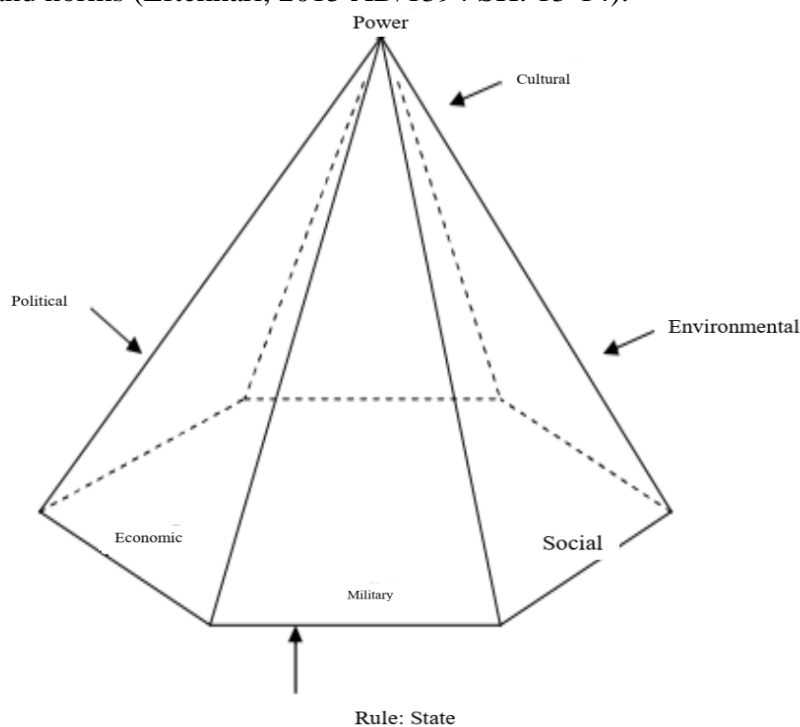 Power
Cultural
Political
Environmental
Economic
Social
Military
Rule: State